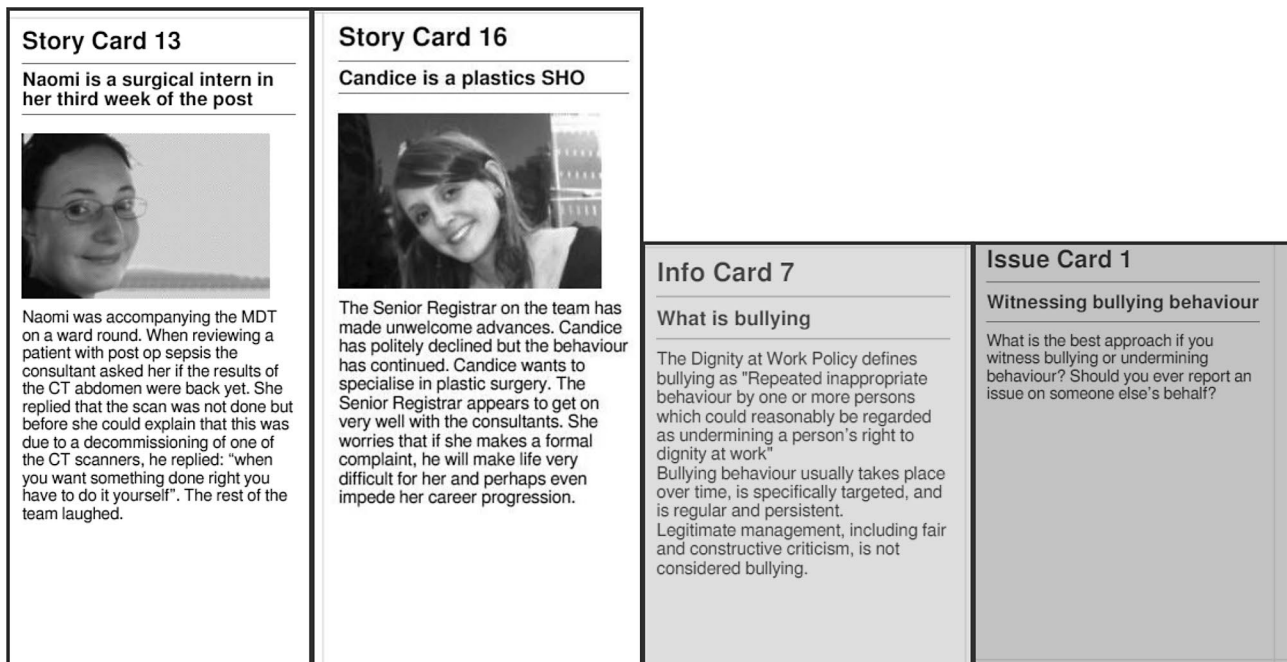 Story Card 13
Naomi is a surgical intern in
her third week of the post
Naomi was accompanying the MDT
on a ward round. When reviewing a
patient with post op sepsis the
consultant asked her if the results of
the CT abdomen were back yet. She
replied that the scan was not done but
before she could explain that this was
due to a decommissioning of one of
the CT scanners, he replied: “when
you want something done right you
have to do it yourself”. The rest of the
team laughed.
Story Card 16
Candice is a plastics SHO
The Senior Registrar on the team has
made unwelcome advances. Candice
has politely declined but the behaviour
has continued. Candice wants to
specialise in plastic surgery. The
Senior Registrar appears to get on
very well with the consultants. She
worries that if she makes a formal
complaint, he will make life very
difficult for her and perhaps even
impede her career progression.
Info Card 7
What is bullying
The Dignity at Work Policy defines
bullying as "Repeated inappropriate
behaviour by one or more persons
which could reasonably be regarded
as undermining a person’s right to
dignity at work"
Bullying behaviour usually takes place
over time, is specifically targeted, and
is regular and persistent.
Legitimate management, including fair
and constructive criticism, is not
considered bullying.
Issue Card 1
Witnessing bullying behaviour
What is the best approach if you
witness bullying or undermining
behaviour? Should you ever report an
issue on someone else’s behalf?